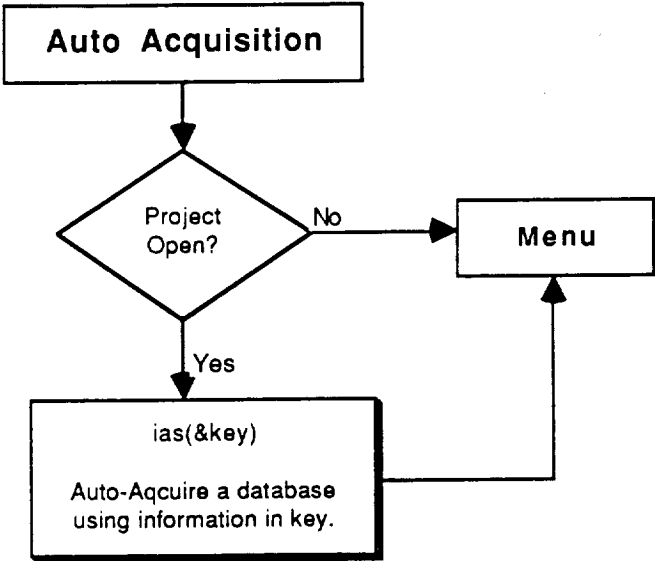 Auto Acquisition
Project
Open?
No
Menu
Yes
ias(&key)
Auto-Aqcuire a database
using information in key.